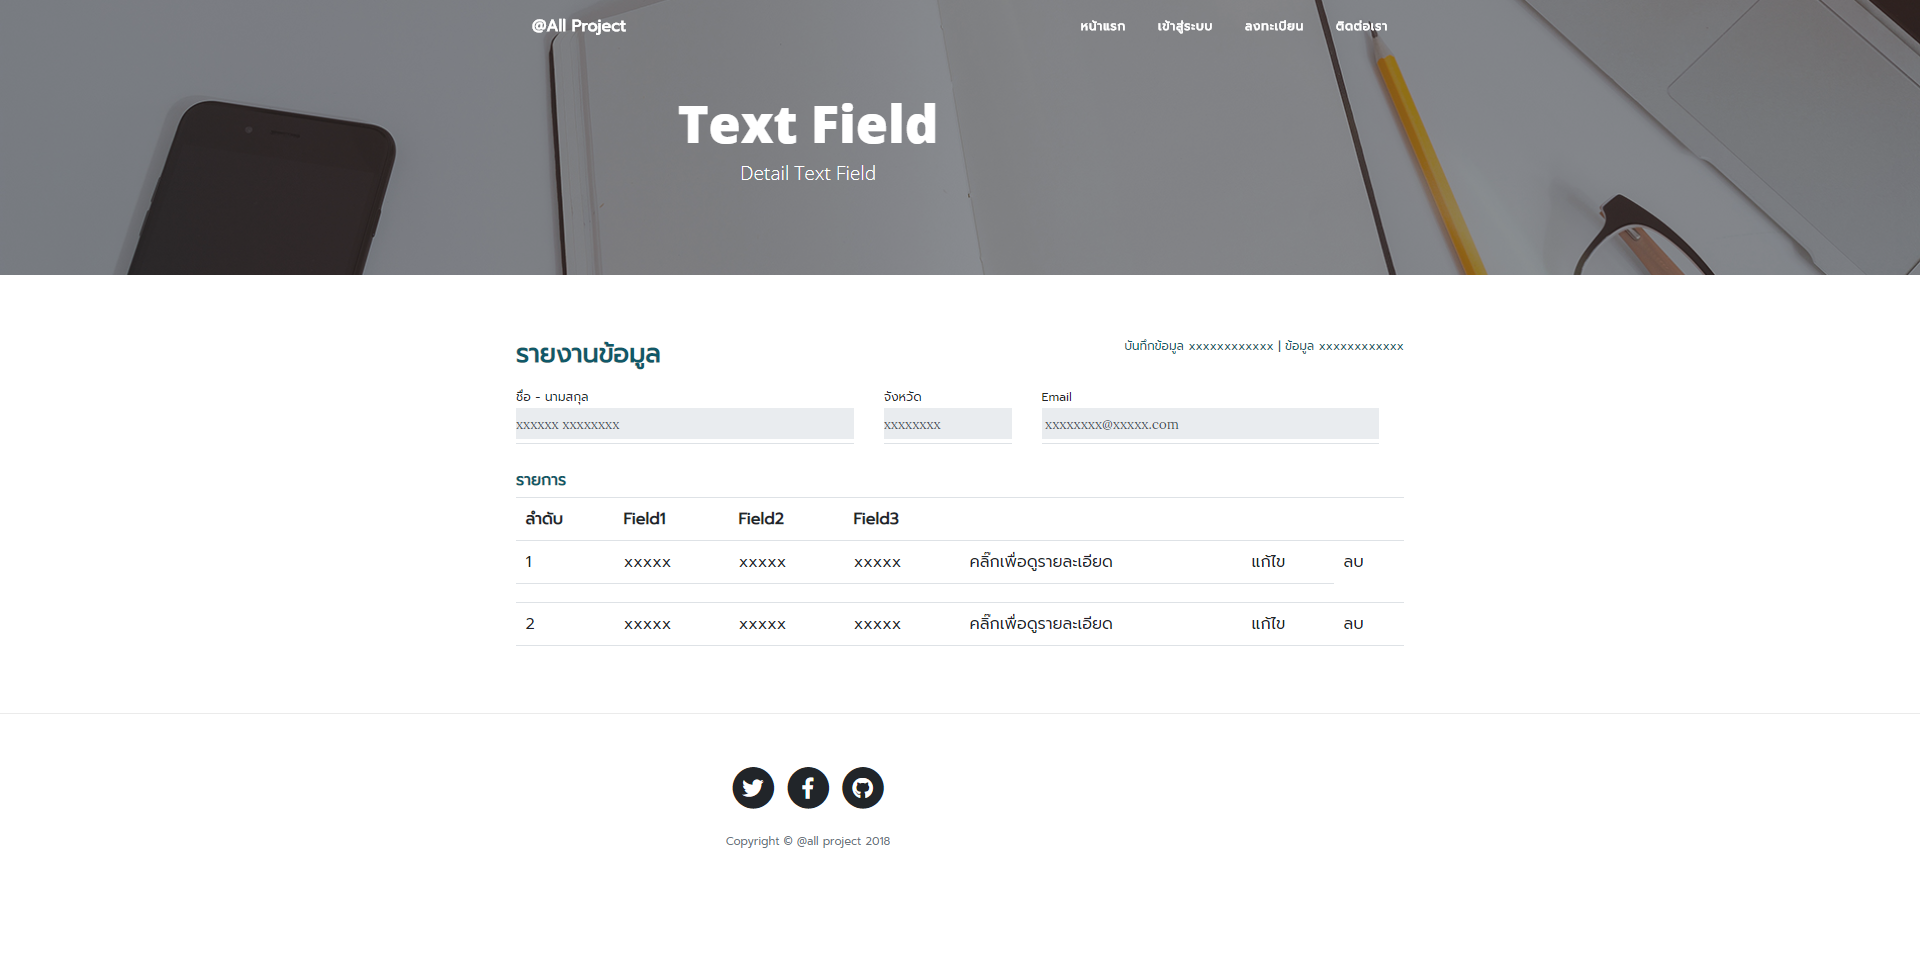 @All Project หน้าแรก เข้าสู่ระบบ ลงทะเบียน ติดต่อเรา
Text Field
Detail Text Field
รายงานข้อมูล บันทึกข้อมูล xxxxxxxxxxxx | ข้อมูล xxxxxxxxxxxx
ชื่อ - นามสกุล จังหวัด Email
xxxxxx xxxxxxxx xxxxxxxx xxxxxxxx@xxxxx.com
รายการ
ลำดับ Field1 Field2 Field3
1 xxxxx xxxxx xxxxx คลิ๊กเพื่อดูรายละเอียด แก้ไข ลบ
2 xxxxx xxxxx xxxxx คลิ๊กเพื่อดูรายละเอียด แก้ไข ลบ
Copyright © @all project 2018